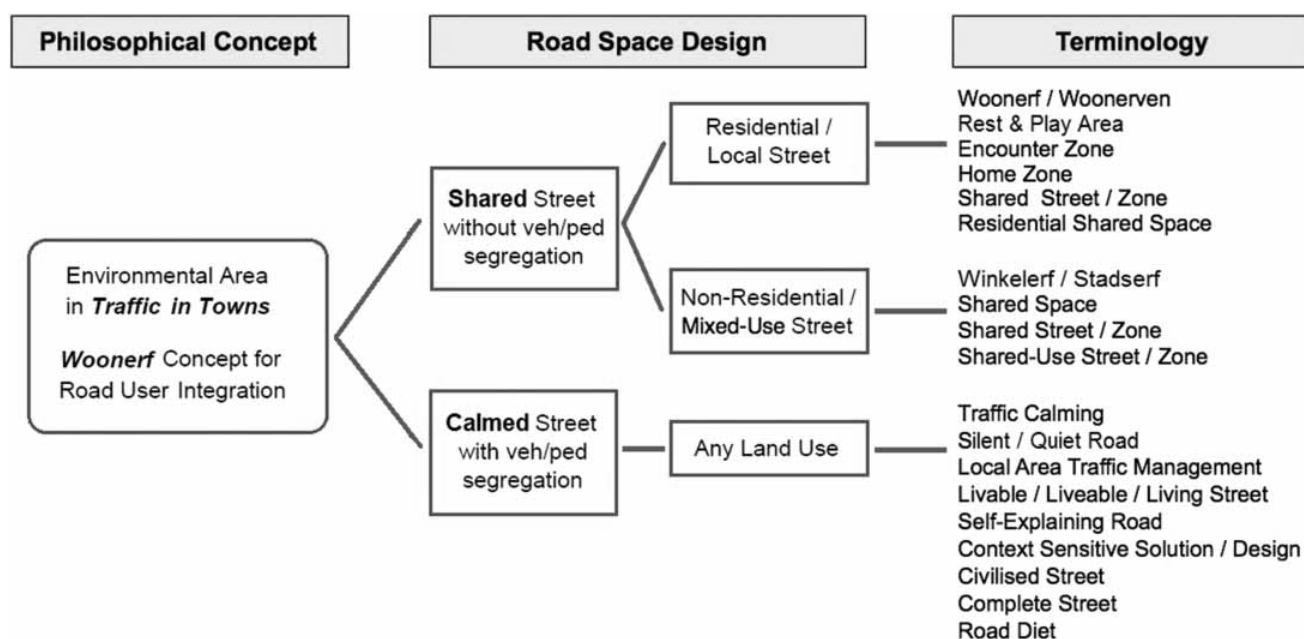 Philosophical Concept
Road Space Design
Terminology
Environmental Area
in Traffic in Towns
Woonerf Concept for
Road User Integration
Shared Street
without veh/ped
segregation
Calmed Street
with veh/ped
segregation
Residential /
Local Street
Non-Residential /
Mixed-Use Street
Any Land Use
Woonerf / Woonerven
Rest & Play Area
Encounter Zone
Home Zone
Shared Street / Zone
Residential Shared Space
Winkelerf / Stadserf
Shared Space
Shared Street / Zone
Shared-Use Street / Zone
Traffic Calming
Silent / Quiet Road
Local Area Traffic Management
Livable / Liveable / Living Street
Self-Explaining Road
Context Sensitive Solution / Design
Civilised Street
Complete Street
Road Diet